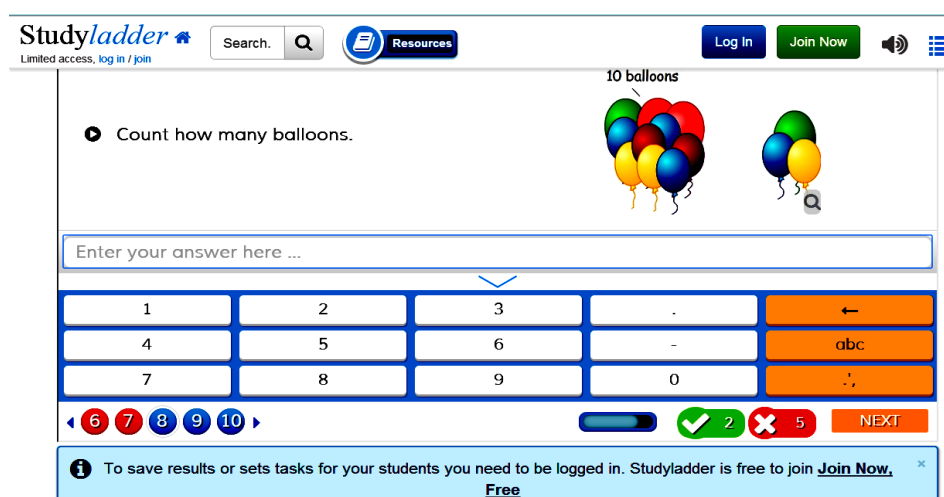 Studyladder
Search.
Resources
Log In
Join Now
Limited access, log in / join
10 balloons
Count how many balloons.
Enter your answer here ...
1 2 3 . ←
4 5 6 - abc
7 8 9 0 .',
6 7 8 9 10
2
5
NEXT
To save results or sets tasks for your students you need to be logged in. Studyladder is free to join Join Now, ×
Free